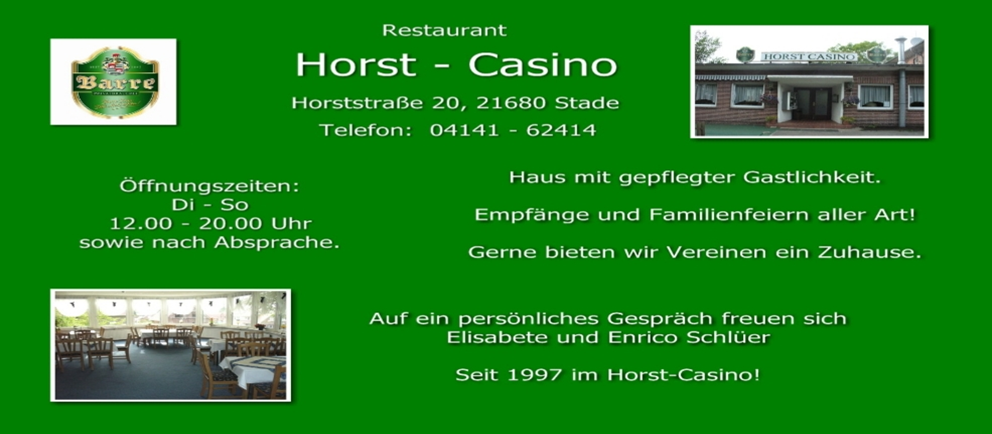 Restaurant
Horst - Casino
Horststraße 20, 21680 Stade
Telefon: 04141 - 62414
Barre
HORST CASINO
Öffnungszeiten:
Di - So
12.00 - 20.00 Uhr
sowie nach Absprache.
Haus mit gepflegter Gastlichkeit.
Empfänge und Familienfeiern aller Art!
Gerne bieten wir Vereinen ein Zuhause.
Auf ein persönliches Gespräch freuen sich
Elisabete und Enrico Schlüer
Seit 1997 im Horst-Casino!